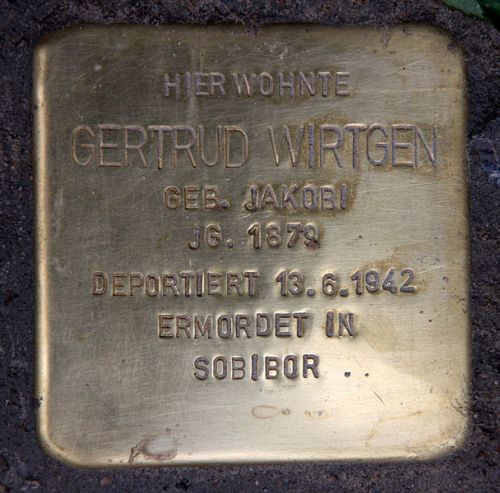 HIER WOHNTE
GERTRUD WIRTGEN
GEB. JAKOBI
JG. 1879
DEPORTIERT 13.6.1942
ERMORDET IN
SOBIBOR